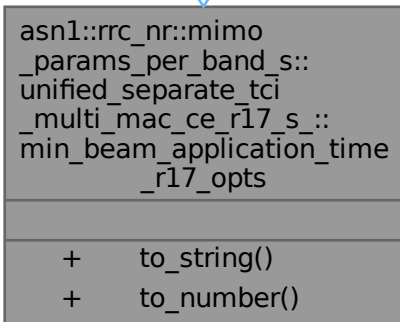 asn1::rrc_nr::mimo
_params_per_band_s::
unified_separate_tci
_multi_mac_ce_r17_s_::
min_beam_application_time
_r17_opts
+ to_string()
+ to_number()